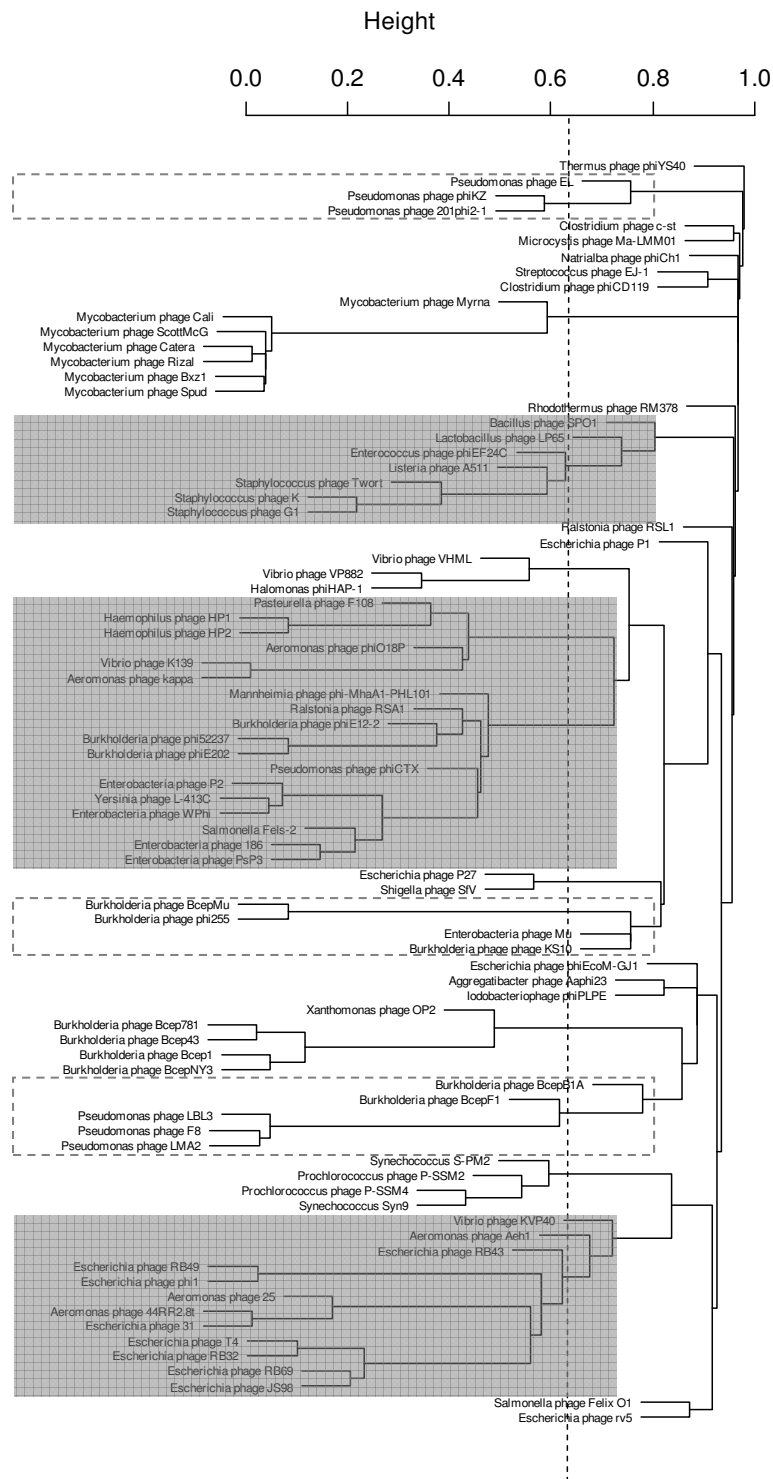 Height
0.0 0.2 0.4 0.6 0.8 1.0
Thermus phage phiYS40
Pseudomonas phage EL
Pseudomonas phage phiKZ
Pseudomonas phage 201phi2-1
Clostridium phage c-st
Microcystis phage Ma-LMM01
Natrialba phage phiCh1
Streptococcus phage EJ-1
Clostridium phage phiCD119
Mycobacterium phage Myrna
Mycobacterium phage Cali
Mycobacterium phage ScottMcG
Mycobacterium phage Catera
Mycobacterium phage Rizal
Mycobacterium phage Bxz1
Mycobacterium phage Spud
Rhodothermus phage RM378
Bacillus phage SPO1
Lactobacillus phage LP65
Enterococcus phage phiEF24C
Listeria phage A511
Staphylococcus phage Twort
Staphylococcus phage K
Staphylococcus phage G1
Ralstonia phage RSL1
Escherichia phage P1
Vibrio phage VHML
Vibrio phage VP882
Halomonas phiHAP-1
Pasteurella phage F108
Haemophilus phage HP1
Haemophilus phage HP2
Aeromonas phage phiO18P
Vibrio phage K139
Aeromonas phage kappa
Mannheimia phage phi-MhaA1-PHL101
Ralstonia phage RSA1
Burkholderia phage phiE12-2
Burkholderia phage phi52237
Burkholderia phage phiE202
Pseudomonas phage phiCTX
Enterobacteria phage P2
Yersinia phage L-413C
Enterobacteria phage WPhi
Salmonella Fels-2
Enterobacteria phage 186
Enterobacteria phage PsP3
Escherichia phage P27
Shigella phage SfV
Burkholderia phage BcepMu
Burkholderia phage phi255
Enterobacteria phage Mu
Burkholderia phage phage KS10
Escherichia phage phiEcoM-GJ1
Aggregatibacter phage Aaphi23
Iodobacteriophage phiPLPE
Xanthomonas phage OP2
Burkholderia phage Bcep781
Burkholderia phage Bcep43
Burkholderia phage Bcep1
Burkholderia phage BcepNY3
Burkholderia phage BcepB1A
Burkholderia phage BcepF1
Pseudomonas phage LBL3
Pseudomonas phage F8
Pseudomonas phage LMA2
Synechococcus S-PM2
Prochlorococcus phage P-SSM2
Prochlorococcus phage P-SSM4
Synechococcus Syn9
Vibrio phage KVP40
Aeromonas phage Aeh1
Escherichia phage RB43
Escherichia phage RB49
Escherichia phage phi1
Aeromonas phage 25
Aeromonas phage 44RR2.8t
Escherichia phage 31
Escherichia phage T4
Escherichia phage RB32
Escherichia phage RB69
Escherichia phage JS98
Salmonella phage Felix O1
Escherichia phage rv5